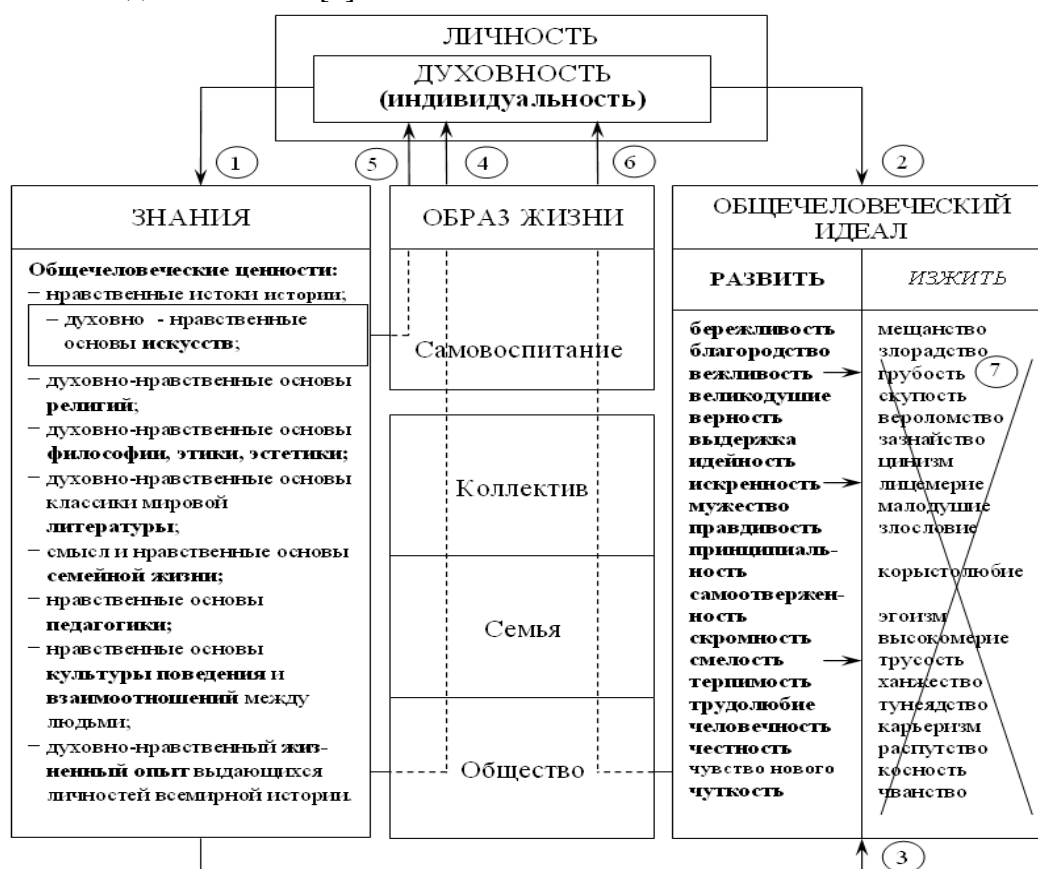 ЛИЧНОСТЬ
ДУХОВНОСТЬ
(индивидуальность)
1
5
4
6
2
ЗНАНИЯ
Общечеловеческие ценности:
– нравственные истоки истории;
– духовно - нравственные
основы искусств;
– духовно-нравственные основы
религий;
– духовно-нравственные основы
философии, этики, эстетики;
– духовно-нравственные основы
классики мировой
литературы;
– смысл и нравственные основы
семейной жизни;
– нравственные основы
педагогики;
– нравственные основы
культуры поведения и
взаимоотношений между
людьми;
– духовно-нравственный жиз-
ненный опыт выдающихся
личностей всемирной истории.
ОБРАЗ ЖИЗНИ
Самовоспитание
Коллектив
Семья
Общество
ОБЩЕЧЕЛОВЕЧЕСКИЙ
ИДЕАЛ
РАЗВИТЬ
бережливость
благородство
вежливость
великодушие
верность
выдержка
идейность
искренность
мужество
правдивость
принципиаль-
ность
самоотвержен-
ность
скромность
смелость
терпимость
трудолюбие
человечность
честность
чувство нового
чуткость
ИЗЖИТЬ
мещанство
злорадство
грубость
скупость
вероломство
зазнайство
цинизм
лицемерие
малодушие
злословие
корыстолюбие
эгоизм
высокомерие
трусость
ханжество
тунеядство
карьеризм
распутство
косность
чванство
7
3